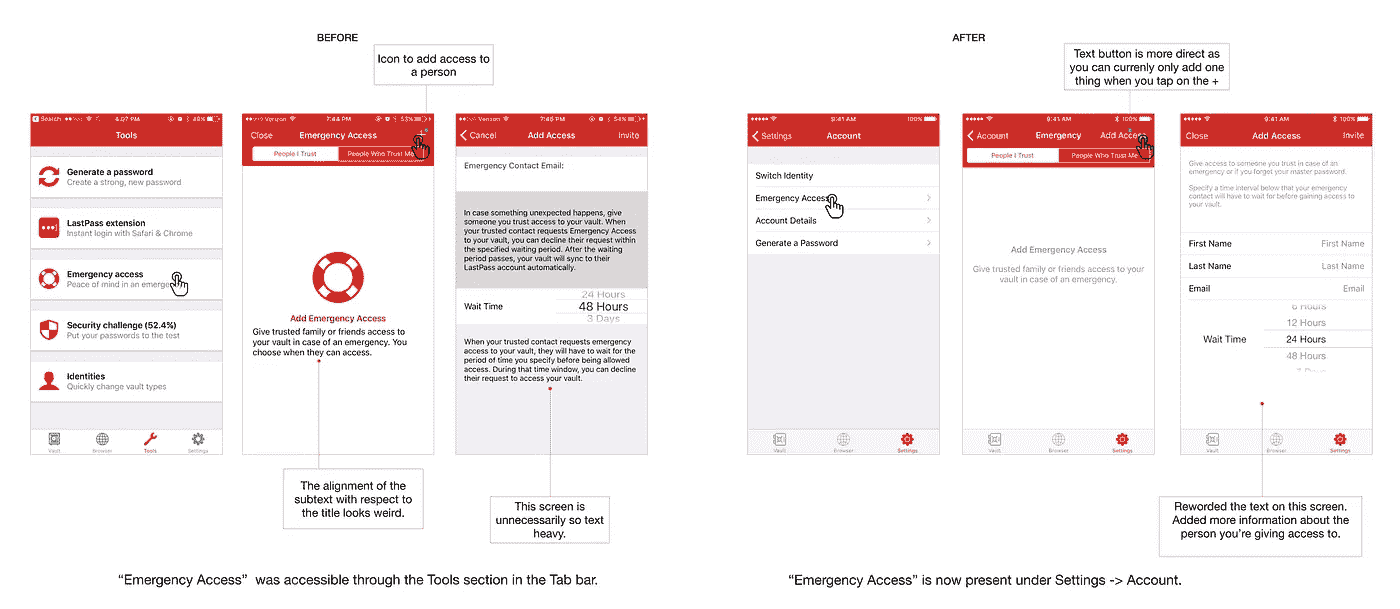 BEFORE
Icon to add access to
a person
Search
4:07 PM
48%
Tools
Generate a password
Create a strong, new password
LastPass extension
Instant login with Safari & Chrome
Emergency access
Peace of mind in an emerge
Security challenge (52.4%)
Put your passwords to the test
Identities
Quickly change vault types
Vault
Browser
Tools
Settings
Verizon
7:44 PM
53%
Close
Emergency Access
People I Trust
People Who Trust Me
Add Emergency Access
Give trusted family or friends access to
your vault in case of an emergency. You
choose when they can access.
Verizon
7:45 PM
54%
Cancel
Add Access
Invite
Emergency Contact Email:
In case something unexpected happens, give
someone you trust access to your vault. When
your trusted contact requests Emergency Access
to your vault, you can decline their request within
the specified waiting period. After the waiting
period passes, your vault will sync to their
LastPass account automatically.
24 Hours
Wait Time
48 Hours
3 Days
When your trusted contact requests emergency
access to your vault, they will have to wait for the
period of time you specify before being allowed
access. During that time window, you can decline
their request to access your vault.
The alignment of the
subtext with respect to
the title looks weird.
This screen is
unnecessarily so text
heavy.
“Emergency Access” was accessible through the Tools section in the Tab bar.
AFTER
Text button is more direct as
you can currenly only add one
thing when you tap on the +
9:41 AM
100%
Settings
Account
Switch Identity
Emergency Access
Account Details
Generate a Password
Vault
Browser
Settings
9:41 AM
100%
Account
Emergency
Add Access
People I Trust
People Who Trust Me
Add Emergency Access
Give trusted family or friends access to your
vault in case of an emergency.
Vault
Browser
Settings
9:41 AM
100%
Close
Add Access
Invite
Give access to someone you trust in case of an
emergency or if you forget your master password.
Specify a time interval below that your emergency
contact will have to wait for before gaining access to
your vault.
First Name
First Name
Last Name
Last Name
Email
Email
6 Hours
12 Hours
Wait Time
24 Hours
48 Hours
Vault
Browser
Settings
Reworded the text on this screen.
Added more information about the
person you’re giving access to.
“Emergency Access” is now present under Settings -> Account.